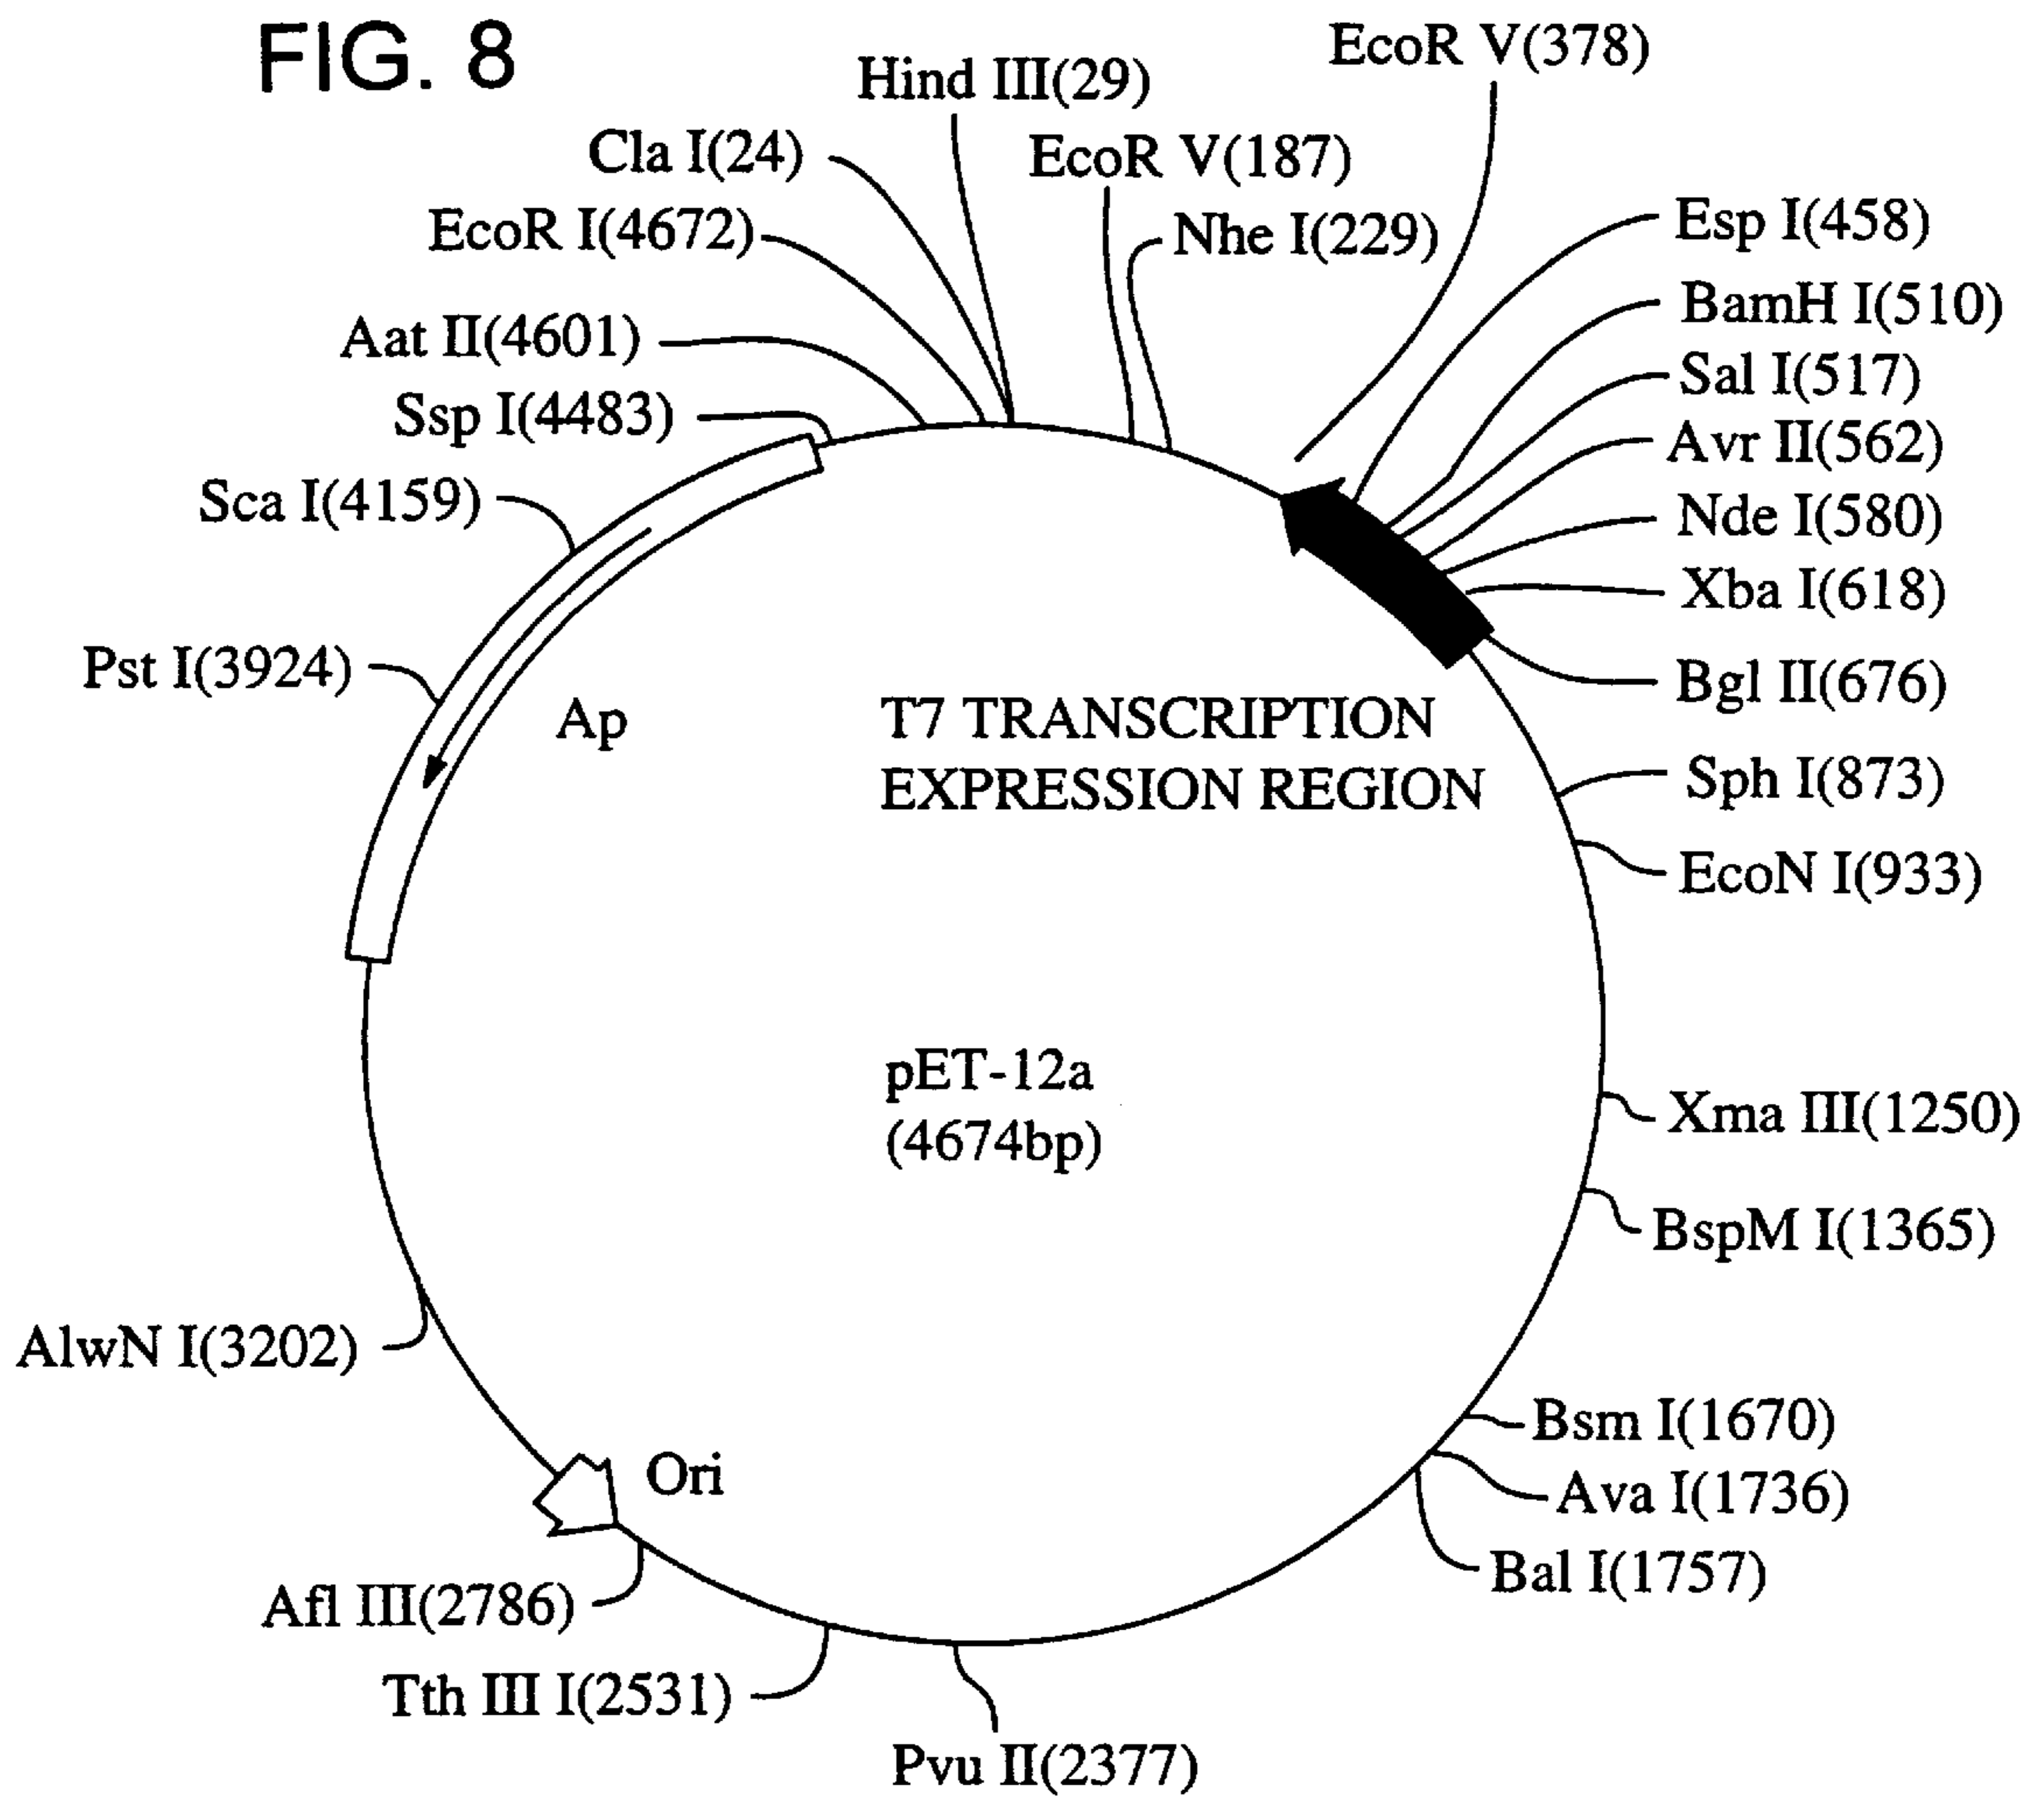 FIG. 8
EcoR V(378)
Hind III(29)
Cla I(24)
EcoR V(187)
EcoR I(4672)
Nhe I(229)
Esp I(458)
BamH I(510)
Aat II(4601)
Sal I(517)
Ssp I(4483)
Avr II(562)
Sca I(4159)
Nde I(580)
Xba I(618)
Pst I(3924)
Bgl II(676)
Ap
T7 TRANSCRIPTION
EXPRESSION REGION
Sph I(873)
EcoN I(933)
pET-12a
(4674bp)
Xma III(1250)
BspM I(1365)
AlwN I(3202)
Bsm I(1670)
Ori
Ava I(1736)
Bal I(1757)
Afl III(2786)
Tth III I(2531)
Pvu II(2377)